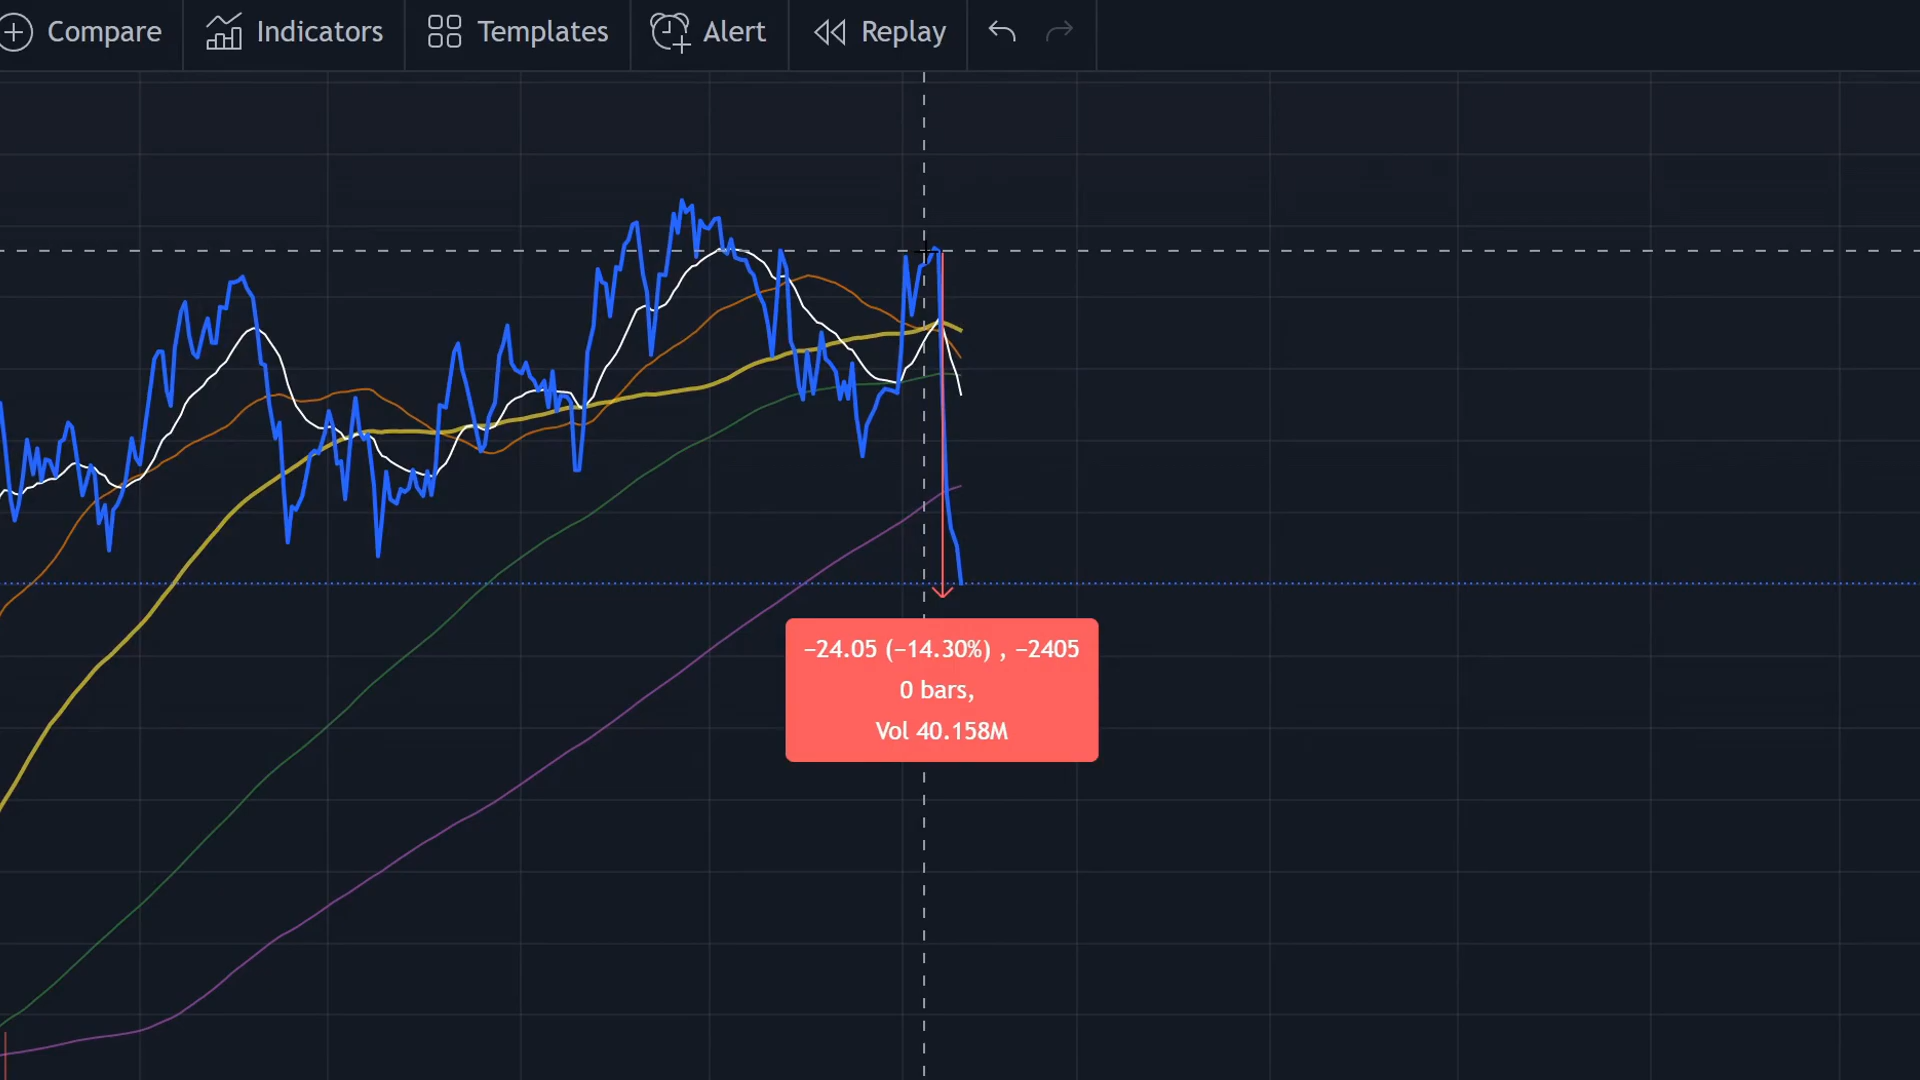 Compare
Indicators
Templates
Alert
Replay
−24.05 (−14.30%) , −2405
0 bars,
Vol 40.158M